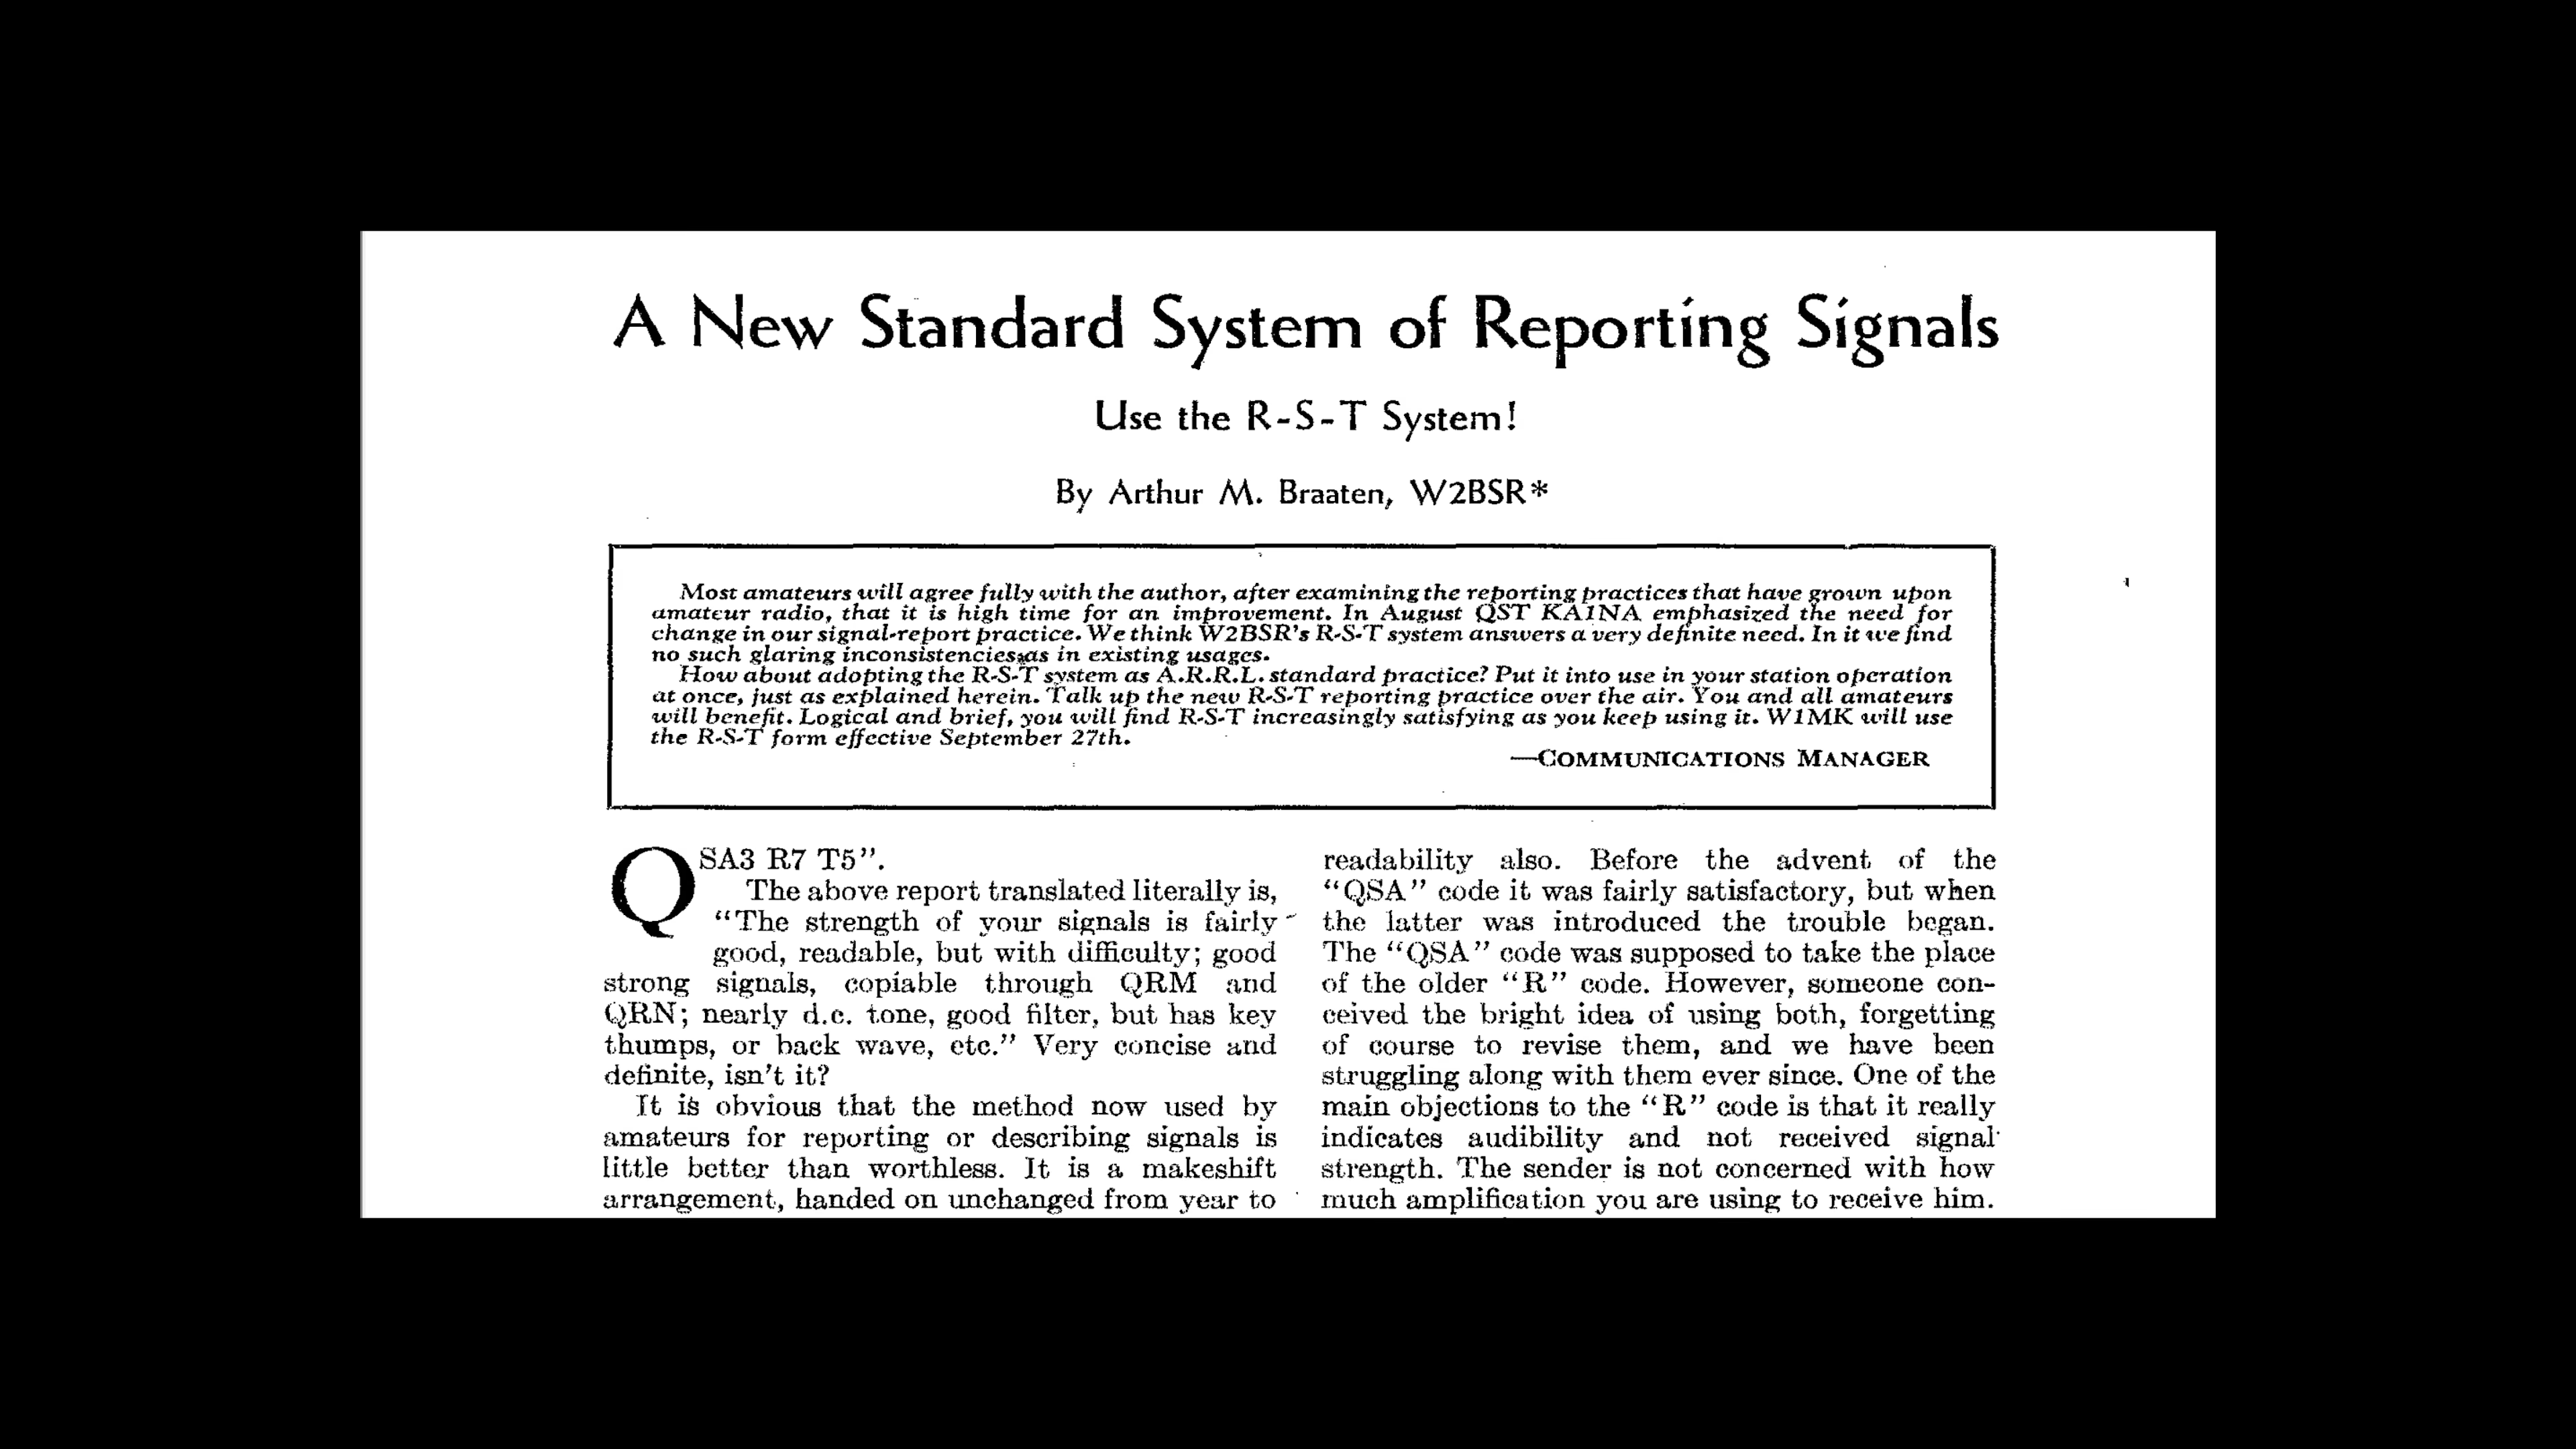 A New Standard System of Reporting Signals
Use the R-S-T System!
By Arthur M. Braaten, W2BSR*
Most amateurs will agree fully with the author, after examining the reporting practices that have grown upon
amateur radio, that it is high time for an improvement. In August QST KA1NA emphasized the need for
change in our signal-report practice. We think W2BSR's R-S-T system answers a very definite need. In it we find
no such glaring inconsistencies as in existing usages.
How about adopting the R-S-T system as A.R.R.L. standard practice? Put it into use in your station operation
at once, just as explained herein. Talk up the new R-S-T reporting practice over the air. You and all amateurs
will benefit. Logical and brief, you will find R-S-T increasingly satisfying as you keep using it. W1MK will use
the R-S-T form effective September 27th.
—COMMUNICATIONS MANAGER
QSA3 R7 T5".
The above report translated literally is,
"The strength of your signals is fairly
good, readable, but with difficulty; good
strong signals, copiable through QRM and
QRN; nearly d.c. tone, good filter, but has key
thumps, or back wave, etc." Very concise and
definite, isn't it?
It is obvious that the method now used by
amateurs for reporting or describing signals is
little better than worthless. It is a makeshift
arrangement, handed on unchanged from year to
readability also. Before the advent of the
"QSA" code it was fairly satisfactory, but when
the latter was introduced the trouble began.
The "QSA" code was supposed to take the place
of the older "R" code. However, someone con-
ceived the bright idea of using both, forgetting
of course to revise them, and we have been
struggling along with them ever since. One of the
main objections to the "R" code is that it really
indicates audibility and not received signal
strength. The sender is not concerned with how
much amplification you are using to receive him.